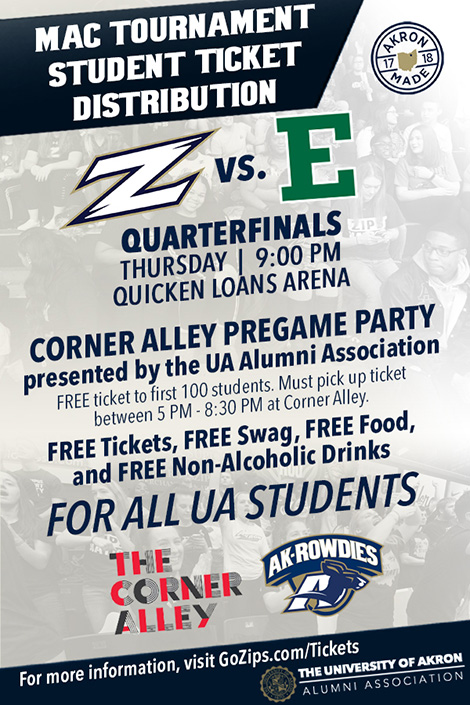 MAC TOURNAMENT
STUDENT TICKET
DISTRIBUTION
AKRON
17 18
MADE
Z vs. E
QUARTERFINALS
THURSDAY | 9:00 PM
QUICKEN LOANS ARENA
CORNER ALLEY PREGAME PARTY
presented by the UA Alumni Association
FREE ticket to first 100 students. Must pick up ticket
between 5 PM - 8:30 PM at Corner Alley.
FREE Tickets, FREE Swag, FREE Food,
and FREE Non-Alcoholic Drinks
FOR ALL UA STUDENTS
THE
CORNER
ALLEY
AK-ROWDIES
For more information, visit GoZips.com/Tickets
THE UNIVERSITY OF AKRON
ALUMNI ASSOCIATION